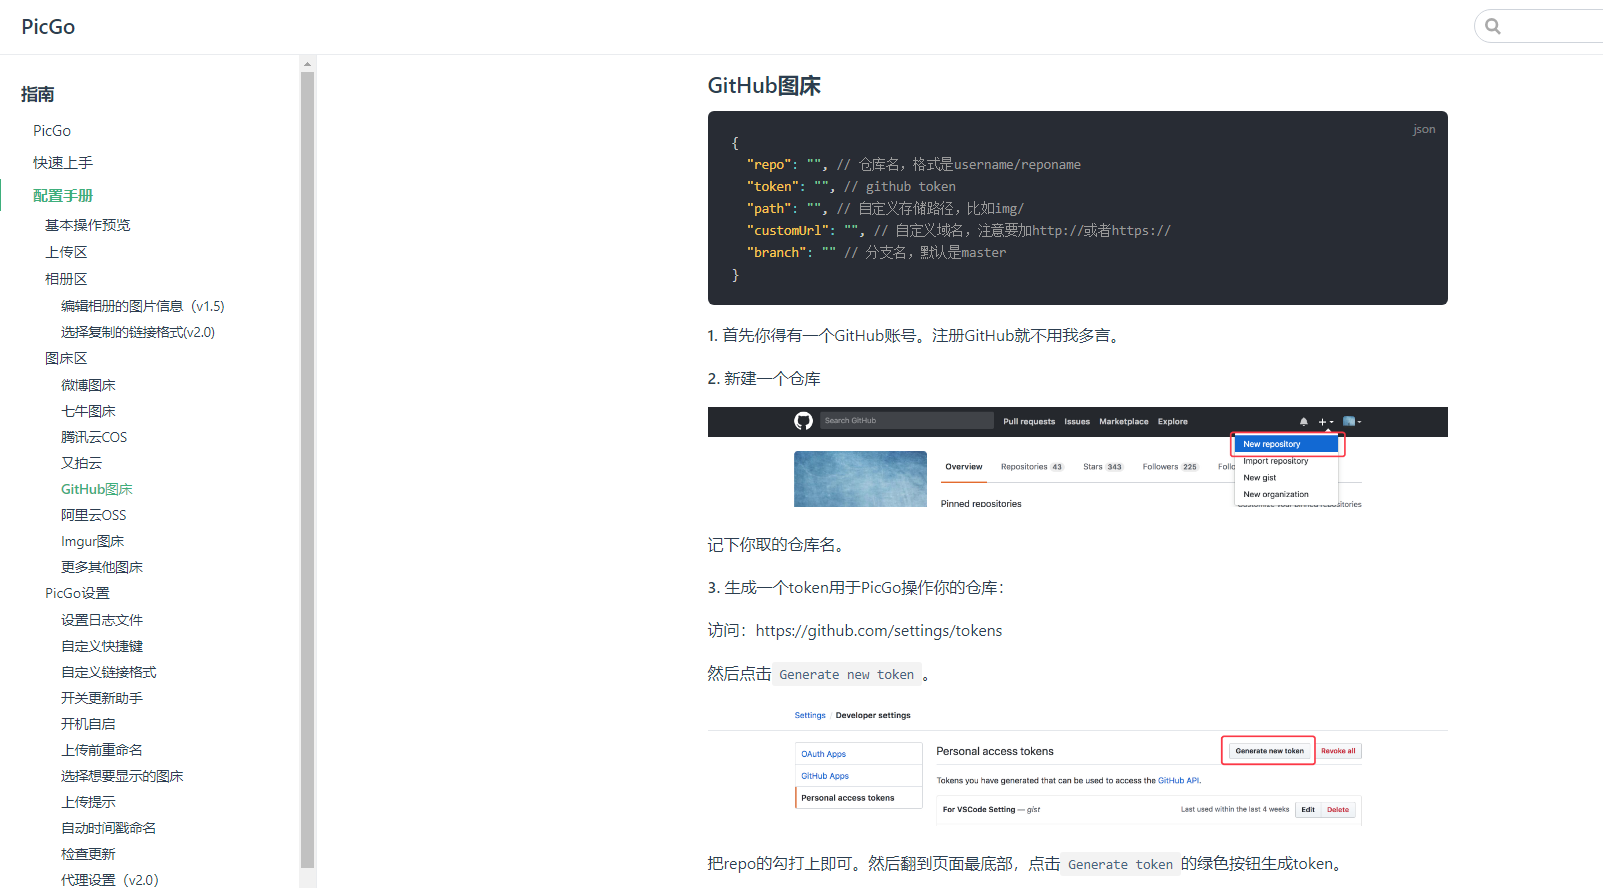 PicGo
指南
PicGo
快速上手
配置手册
基本操作预览
上传区
相册区
编辑相册的图片信息（v1.5)
选择复制的链接格式(v2.0)
图床区
微博图床
七牛图床
腾讯云COS
又拍云
GitHub图床
阿里云OSS
Imgur图床
更多其他图床
PicGo设置
设置日志文件
自定义快捷键
自定义链接格式
开关更新助手
开机自启
上传前重命名
选择想要显示的图床
上传提示
自动时间戳命名
检查更新
代理设置（v2.0）
GitHub图床
json
{
"repo": "", // 仓库名，格式是username/reponame
"token": "", // github token
"path": "", // 自定义存储路径，比如img/
"customUrl": "", // 自定义域名，注意要加http://或者https://
"branch": "" // 分支名，默认是master
}
1. 首先你得有一个GitHub账号。注册GitHub就不用我多言。
2. 新建一个仓库
Search GitHub Pull requests Issues Marketplace Explore
New repository
Import repository
New gist
New organization
Overview Repositories 43 Stars 343 Followers 225 Follo
Pinned repositories
Customize your pinned repositories
记下你取的仓库名。
3. 生成一个token用于PicGo操作你的仓库：
访问：https://github.com/settings/tokens
然后点击 Generate new token 。
Settings / Developer settings
OAuth Apps
GitHub Apps
Personal access tokens
Personal access tokens Generate new token Revoke all
Tokens you have generated that can be used to access the GitHub API.
For VSCode Setting — gist Last used within the last 4 weeks Edit Delete
把repo的勾打上即可。然后翻到页面最底部，点击 Generate token 的绿色按钮生成token。